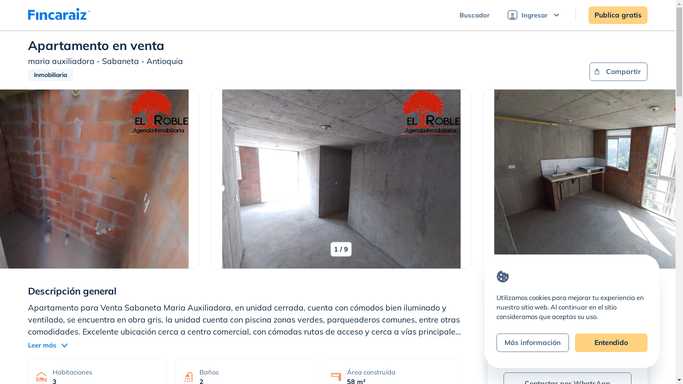 Fincaraiz
Buscador
Ingresar
Publica gratis
Apartamento en venta
maria auxiliadora - Sabaneta - Antioquia
Inmobiliaria
Compartir
EL ROBLE
Agencia Inmobiliaria
EL ROBLE
Agencia Inmobiliaria
1 / 9
Descripción general
Apartamento para Venta Sabaneta Maria Auxiliadora, en unidad cerrada, cuenta con cómodos bien iluminado y
ventilado, se encuentra en obra gris, la unidad cuenta con piscina zonas verdes, parqueaderos comunes, entre otras
comodidades. Excelente ubicación cerca a centro comercial, con cómodas rutas de acceso y cerca a vías principale...
Leer más
Habitaciones
3
Baños
2
Área construida
58 m²
Utilizamos cookies para mejorar tu experiencia en
nuestro sitio web. Al continuar en el sitio
consideramos que aceptas su uso.
Más información
Entendido
Contactar por WhatsApp